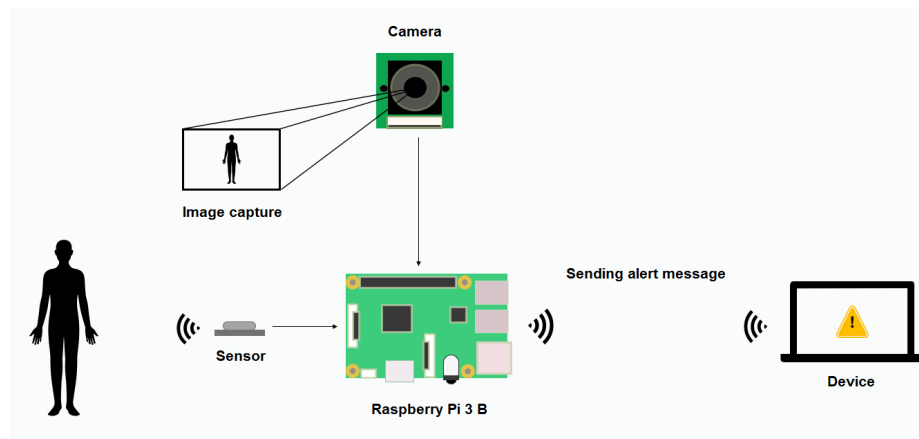 Camera
Image capture
Sending alert message
Sensor
Device
Raspberry Pi 3 B